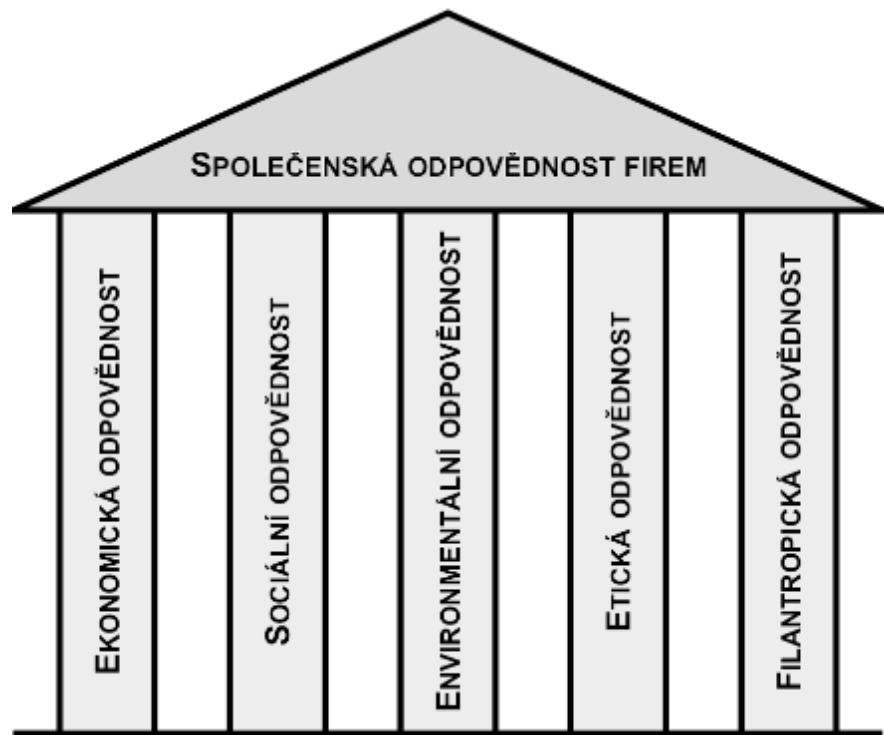 SPOLEČENSKÁ ODPOVĚDNOST FIREM
EKONOMICKÁ ODPOVĚDNOST
SOCIÁLNÍ ODPOVĚDNOST
ENVIRONMENTÁLNÍ ODPOVĚDNOST
ETICKÁ ODPOVĚDNOST
FILANTROPICKÁ ODPOVĚDNOST